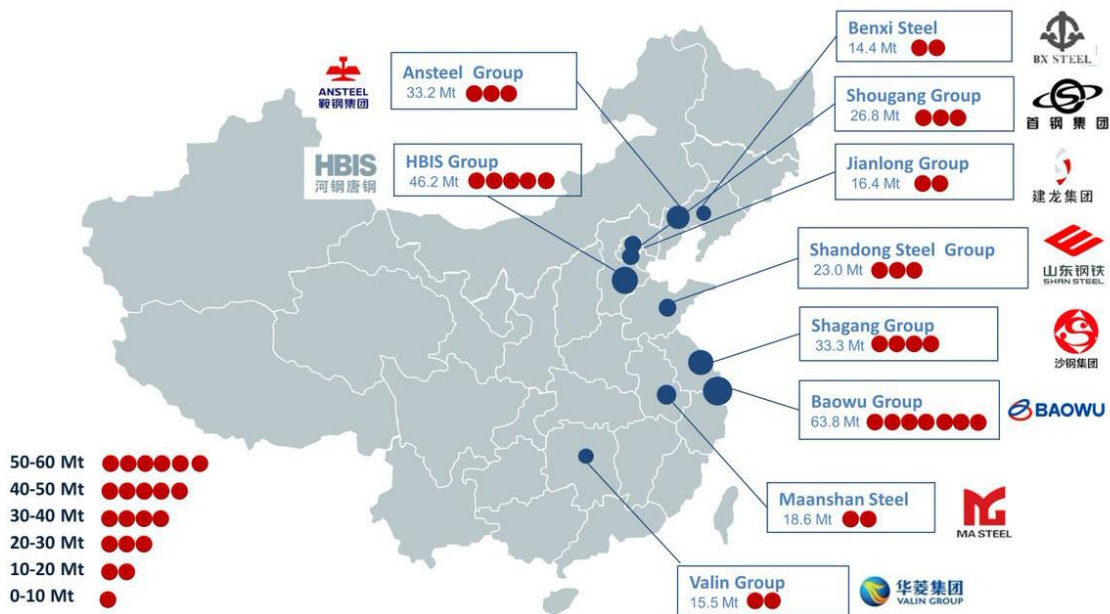 Benxi Steel
14.4 Mt
BX STEEL
ANSTEEL
鞍钢集团
Ansteel Group
33.2 Mt
Shougang Group
26.8 Mt
首钢集团
HBIS
河钢唐钢
HBIS Group
46.2 Mt
Jianlong Group
16.4 Mt
建龙集团
Shandong Steel Group
23.0 Mt
山东钢铁
SHAN STEEL
Shagang Group
33.3 Mt
沙钢集团
Baowu Group
63.8 Mt
BAOWU
50-60 Mt
40-50 Mt
30-40 Mt
20-30 Mt
10-20 Mt
0-10 Mt
Maanshan Steel
18.6 Mt
MA STEEL
Valin Group
15.5 Mt
华菱集团
VALIN GROUP